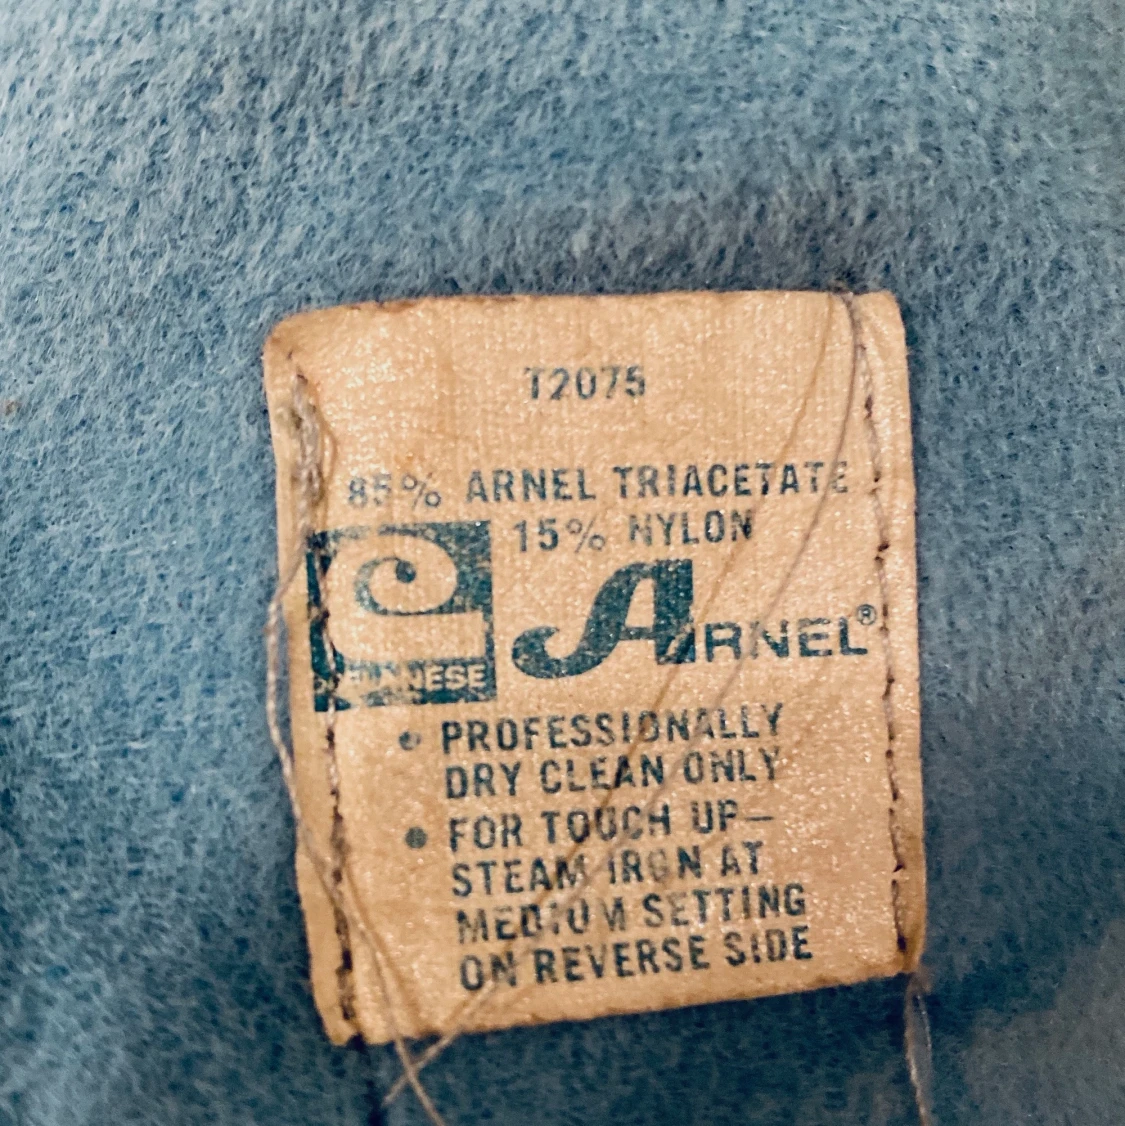 T2075
85% ARNEL TRIACETATE
15% NYLON
CELANESE
ARNEL®
• PROFESSIONALLY
DRY CLEAN ONLY
• FOR TOUCH UP—
STEAM IRON AT
MEDIUM SETTING
ON REVERSE SIDE